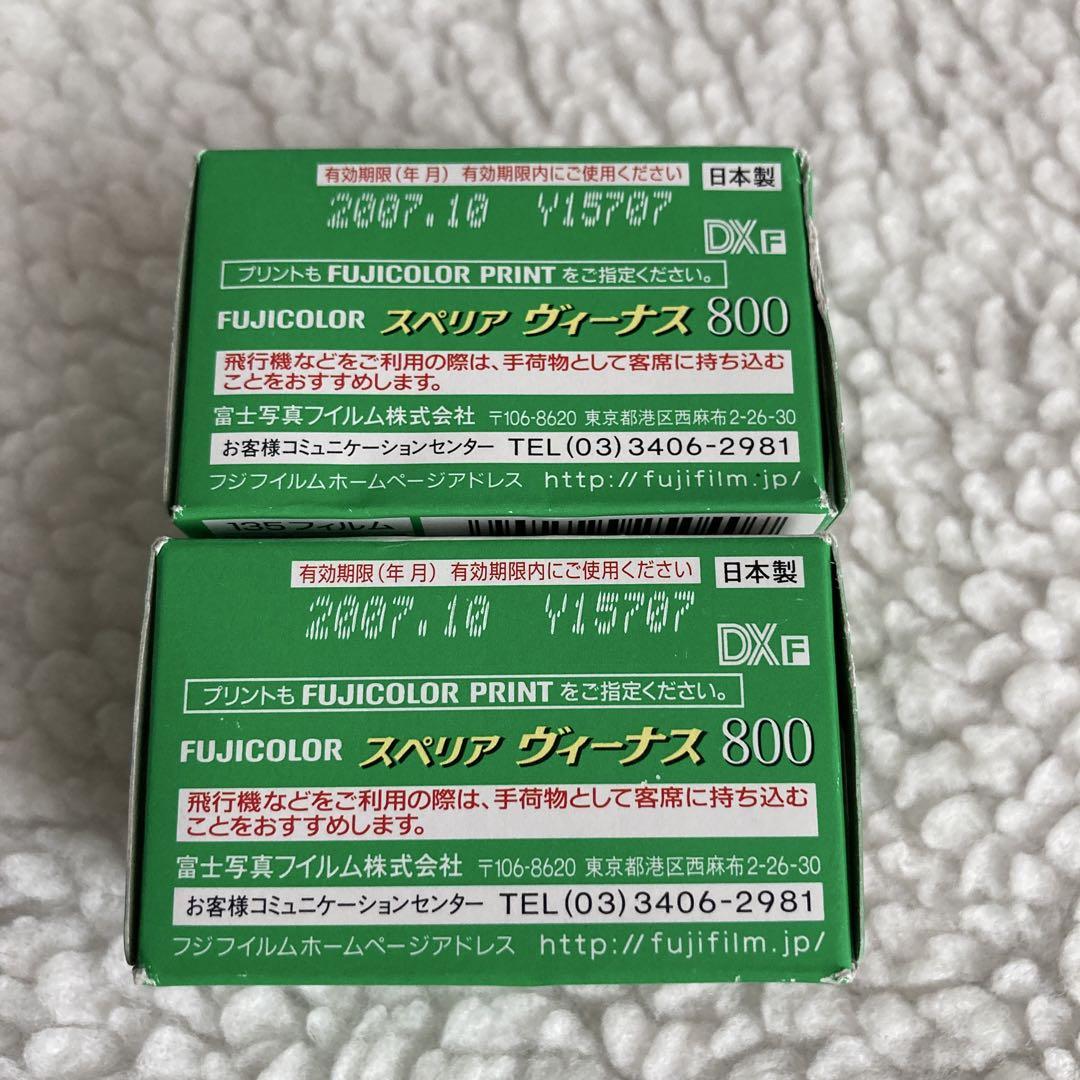 有効期限(年月) 有効期限内にご使用ください 日本製
2007.10 Y15707
DX F
プリントも FUJICOLOR PRINT をご指定ください。
FUJICOLOR スペリア ヴィーナス 800
飛行機などをご利用の際は、手荷物として客席に持ち込む
ことをおすすめします。
富士写真フイルム株式会社 〒106-8620 東京都港区西麻布2-26-30
お客様コミュニケーションセンター TEL(03)3406-2981
フジフイルムホームページアドレス http://fujifilm.jp/
135フィルム
有効期限(年月) 有効期限内にご使用ください 日本製
2007.10 Y15707
DX F
プリントも FUJICOLOR PRINT をご指定ください。
FUJICOLOR スペリア ヴィーナス 800
飛行機などをご利用の際は、手荷物として客席に持ち込む
ことをおすすめします。
富士写真フイルム株式会社 〒106-8620 東京都港区西麻布2-26-30
お客様コミュニケーションセンター TEL(03)3406-2981
フジフイルムホームページアドレス http://fujifilm.jp/